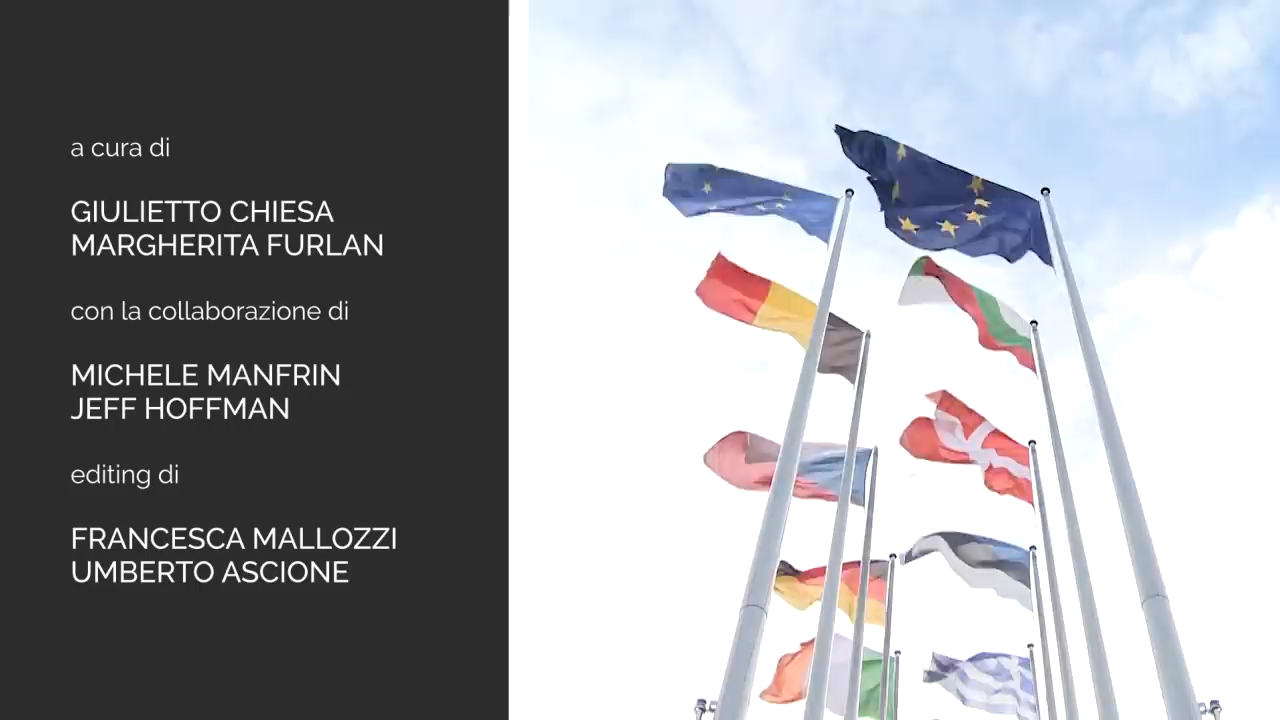 a cura di
GIULIETTO CHIESA
MARGHERITA FURLAN
con la collaborazione di
MICHELE MANFRIN
JEFF HOFFMAN
editing di
FRANCESCA MALLOZZI
UMBERTO ASCIONE